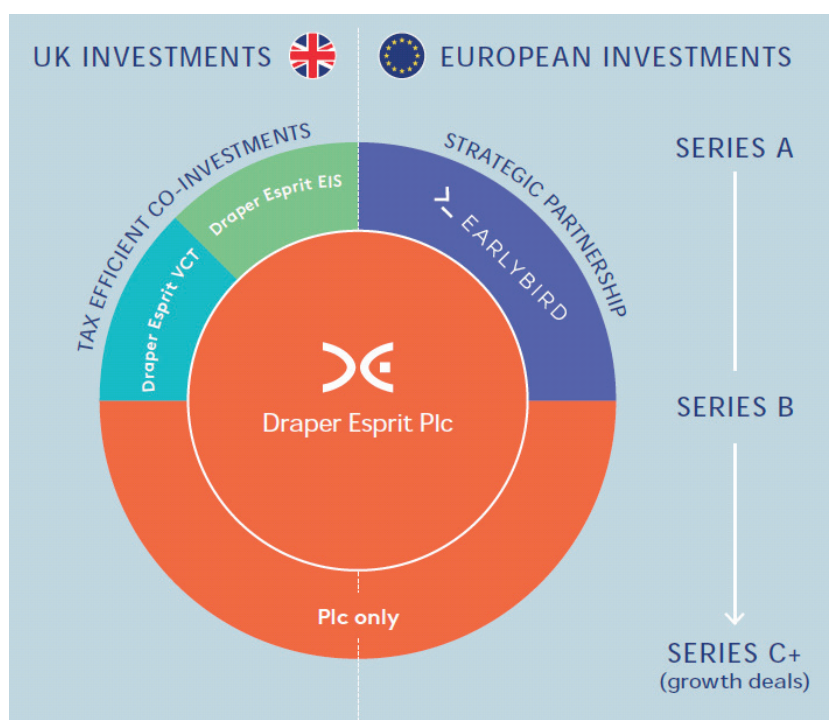 UK INVESTMENTS
EUROPEAN INVESTMENTS
TAX EFFICIENT CO-INVESTMENTS
STRATEGIC PARTNERSHIP
Draper Esprit VCT
Draper Esprit EIS
EARLYBIRD
Draper Esprit Plc
Plc only
SERIES A
SERIES B
SERIES C+
(growth deals)